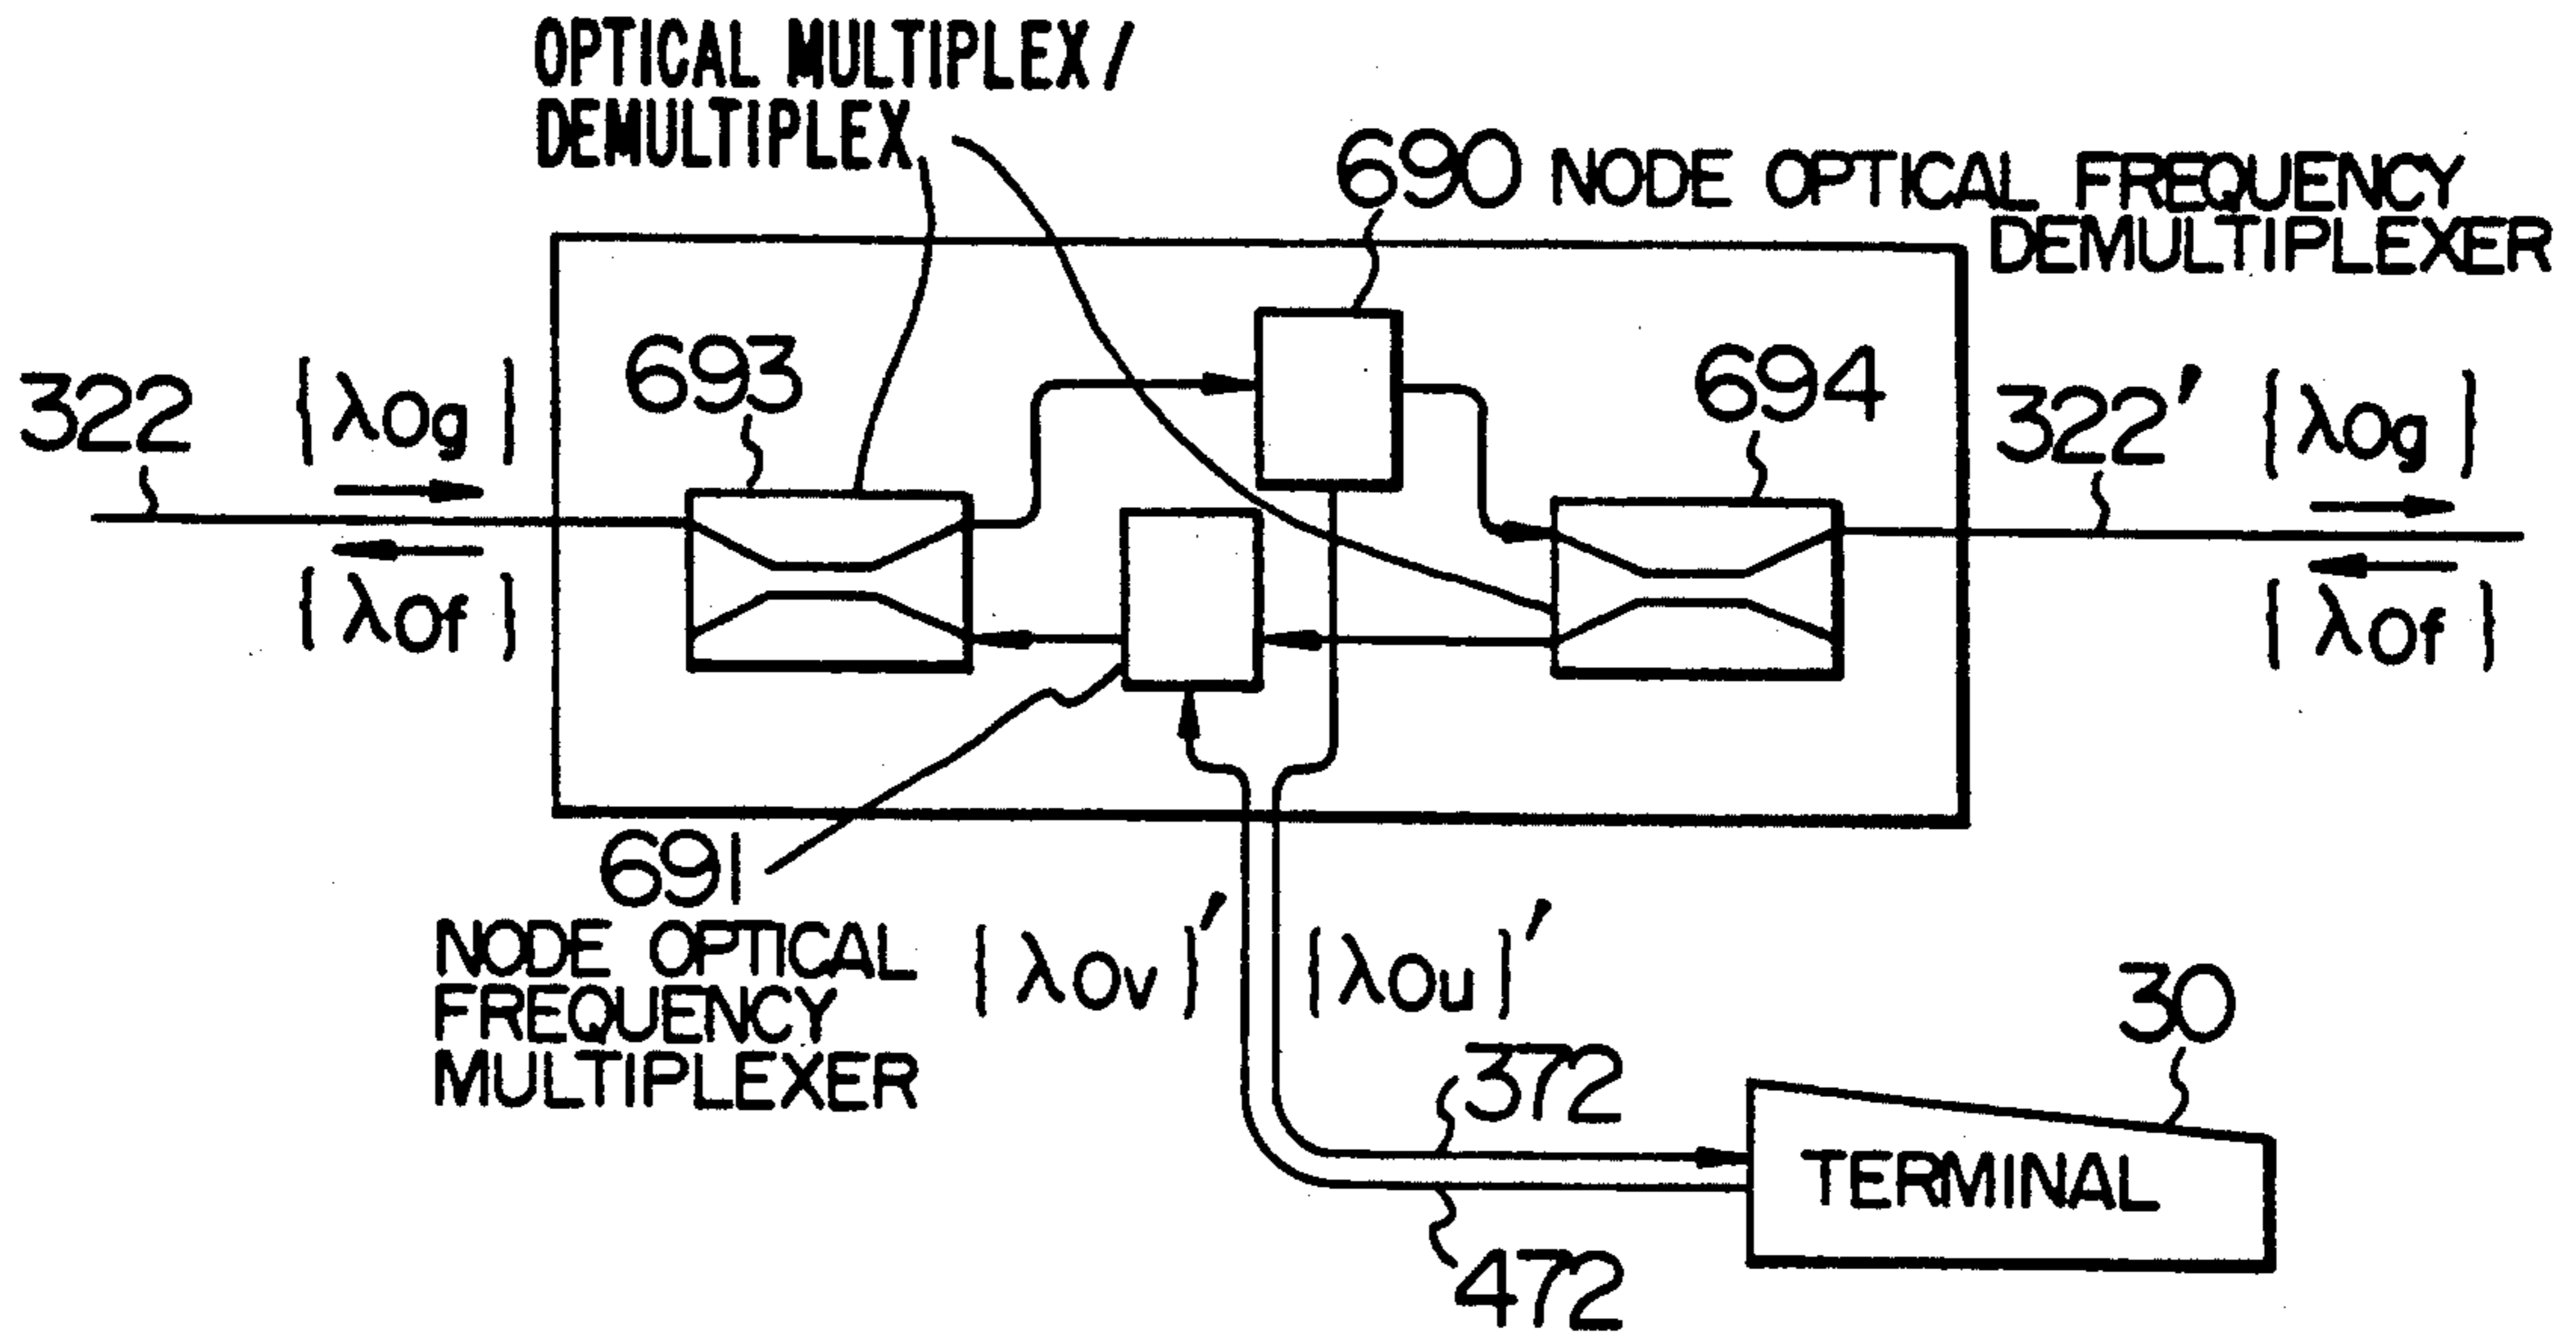 OPTICAL MULTIPLEX/
DEMULTIPLEX
690 NODE OPTICAL FREQUENCY
DEMULTIPLEXER
693
694
322
{λOg}
322′
{λOg}
{λOf}
{λOf}
691
NODE OPTICAL
FREQUENCY
MULTIPLEXER
{λOv}′
{λOu}′
30
372
TERMINAL
472